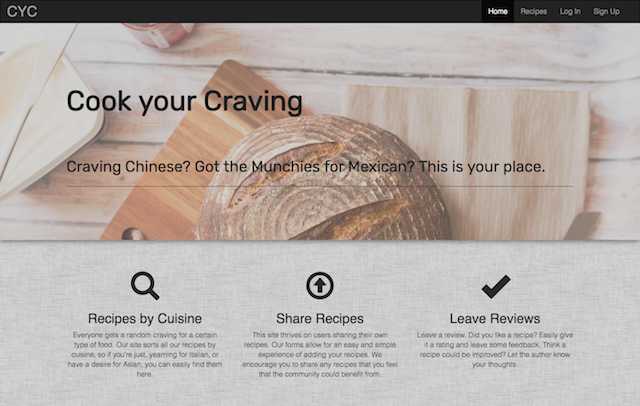 CYC
Home Recipes Log In Sign Up
Cook your Craving
Craving Chinese? Got the Munchies for Mexican? This is your place.
Recipes by Cuisine
Everyone gets a random craving for a certain
type of food. Our site sorts all our recipes by
cuisine, so if you're just, yearning for Italian, or
have a desire for Asian, you can easily find them
here.
Share Recipes
This site thrives on users sharing their own
recipes. Our forms allow for an easy and simple
experience of adding your recipes. We
encourage you to share any recipes that you feel
that the community could benefit from.
Leave Reviews
Leave a review. Did you like a recipe? Easily give
it a rating and leave some feedback. Think a
recipe could be improved? Let the author know
your thoughts.